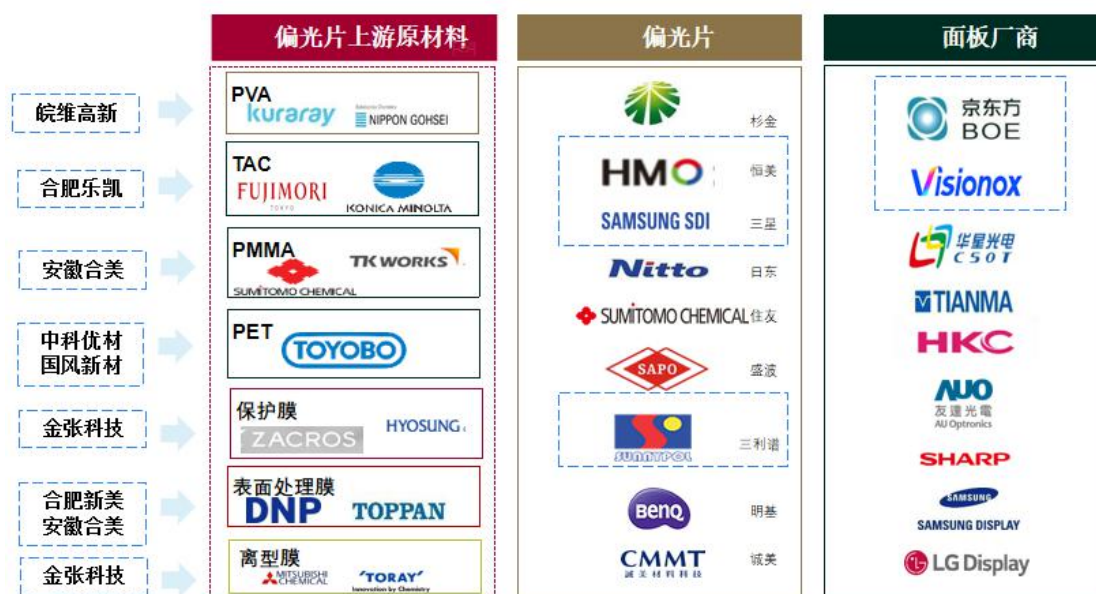 偏光片上游原材料
偏光片
面板厂商
皖维高新
合肥乐凯
安徽合美
中科优材
国风新材
金张科技
合肥新美
安徽合美
金张科技
PVA
kuraray
NIPPON GOHSEI
TAC
FUJIMORI
TOKYO
KONICA MINOLTA
PMMA
TK WORKS
SUMITOMO CHEMICAL
PET
TOYOBO
保护膜
ZACROS
HYOSUNG
表面处理膜
DNP
TOPPAN
离型膜
MITSUBISHI
CHEMICAL
'TORAY'
Innovation by Chemistry
杉金
HMO
恒美
SAMSUNG SDI
三星
Nitto
日东
SUMITOMO CHEMICAL
住友
SAPO
盛波
SUNNYPOL
三利谱
BenQ
明基
CMMT
誠美材料科技
诚美
京东方
BOE
Visionox
华星光电
CSOT
TIANMA
HKC
AUO
友達光電
AU Optronics
SHARP
SAMSUNG
SAMSUNG DISPLAY
LG Display